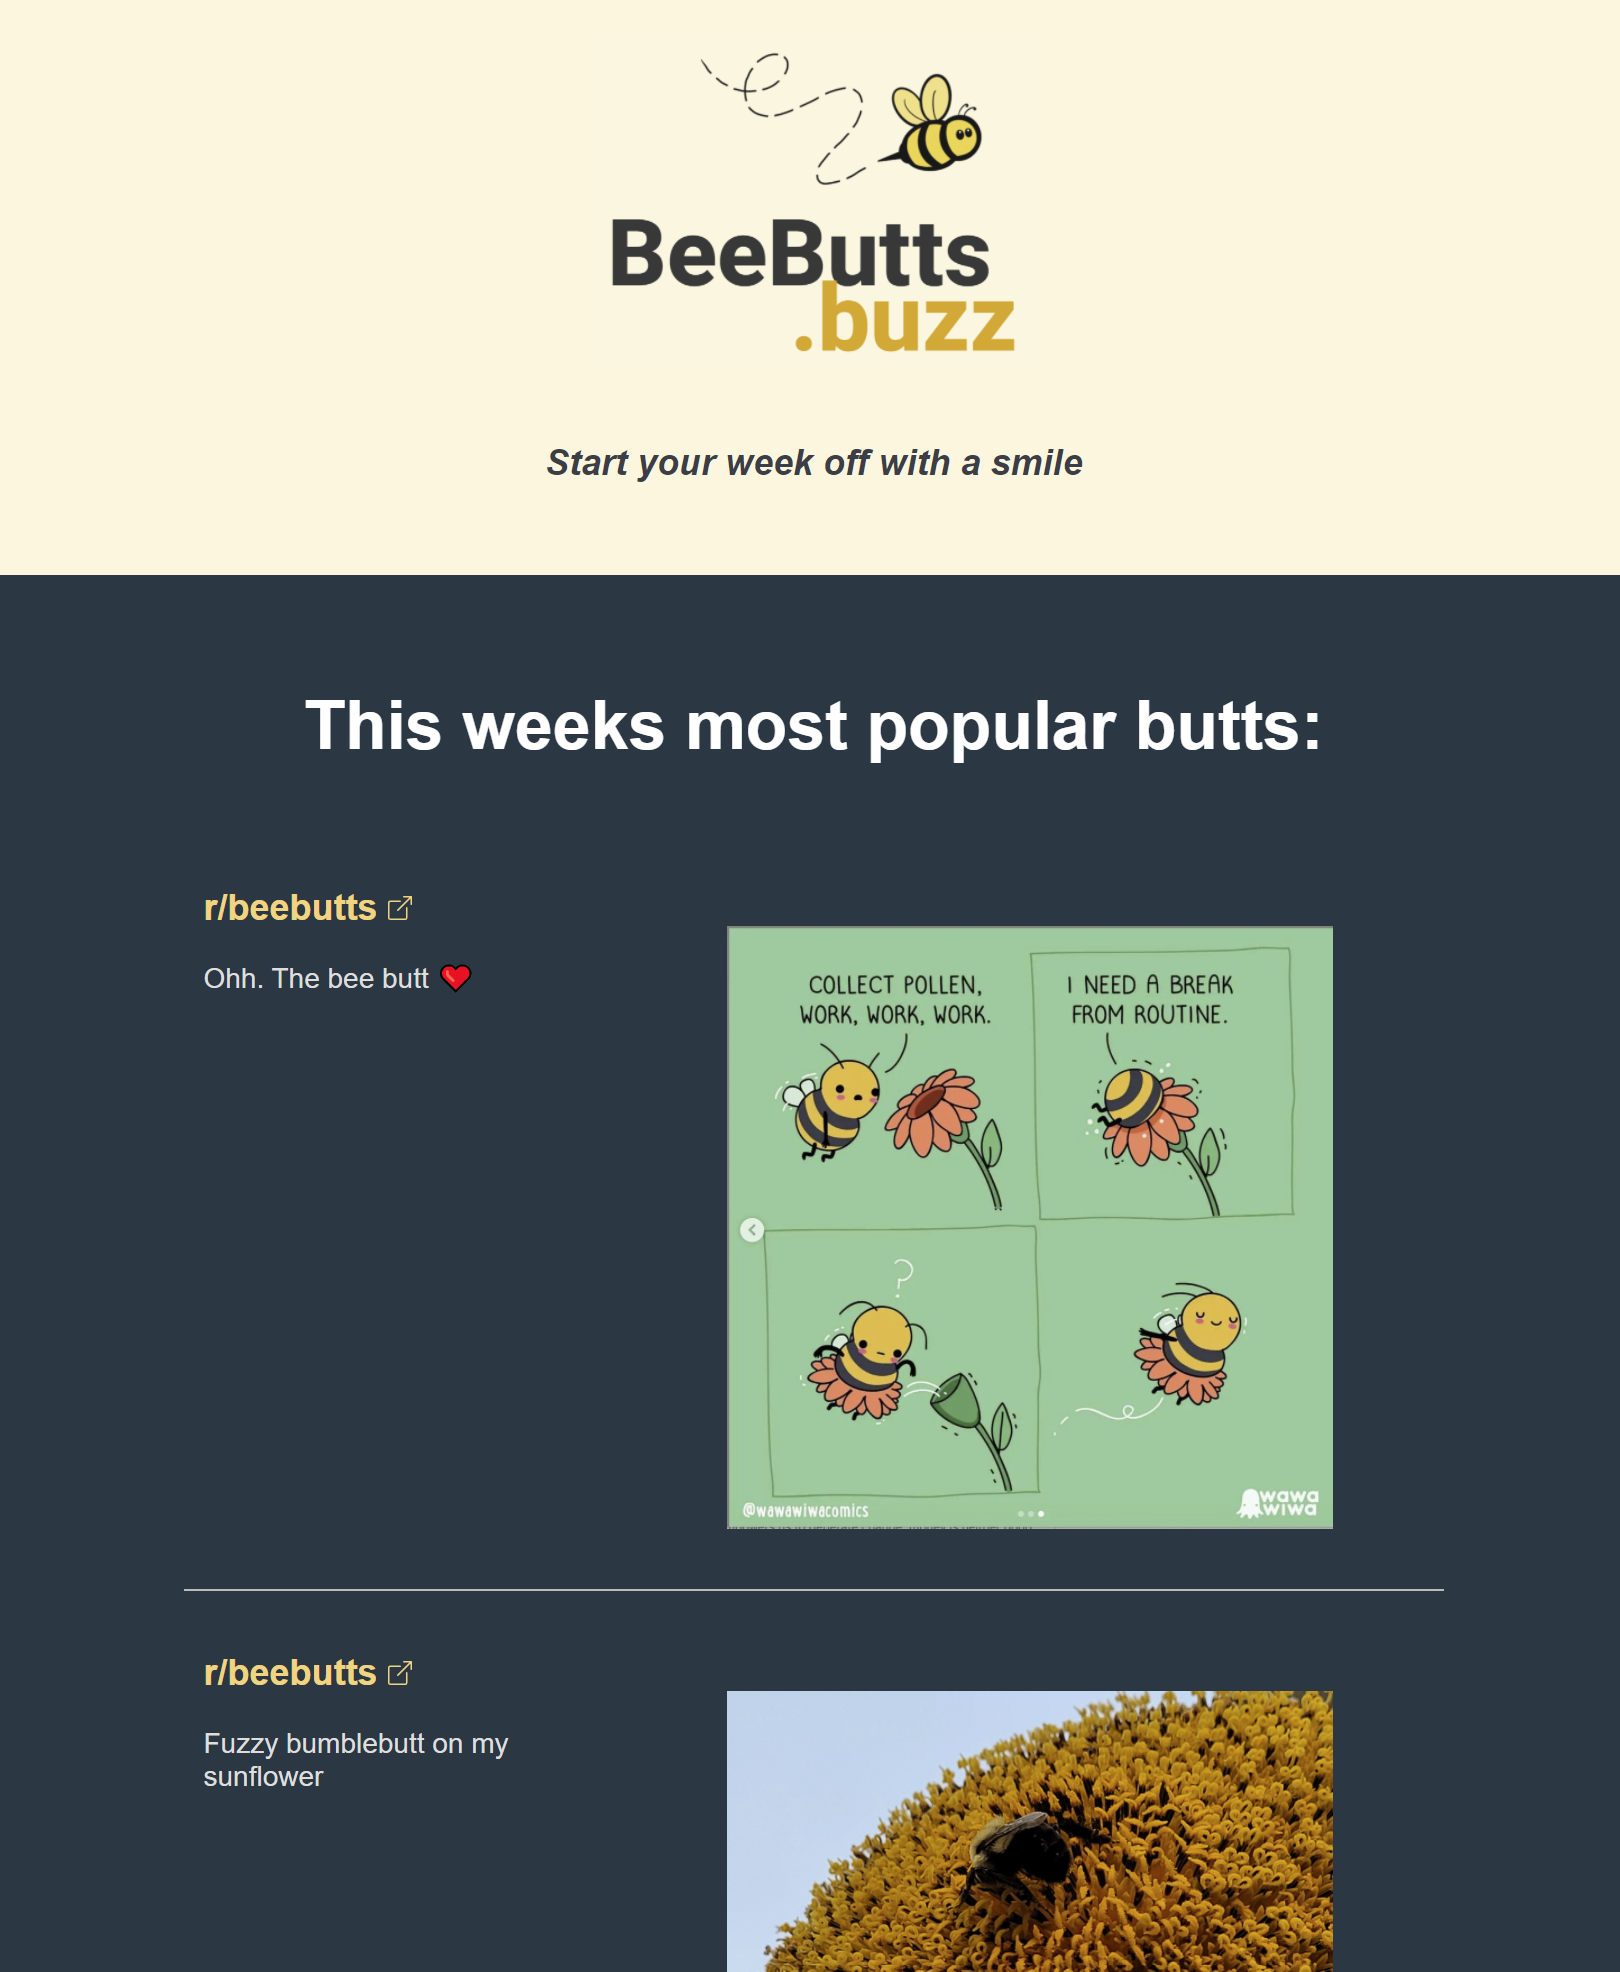 BeeButts
.buzz
Start your week off with a smile
This weeks most popular butts:
r/beebutts
Ohh. The bee butt ❤
COLLECT POLLEN,
WORK, WORK, WORK.
I NEED A BREAK
FROM ROUTINE.
?
@wawawiwacomics
wawa
wiwa
r/beebutts
Fuzzy bumblebutt on my
sunflower